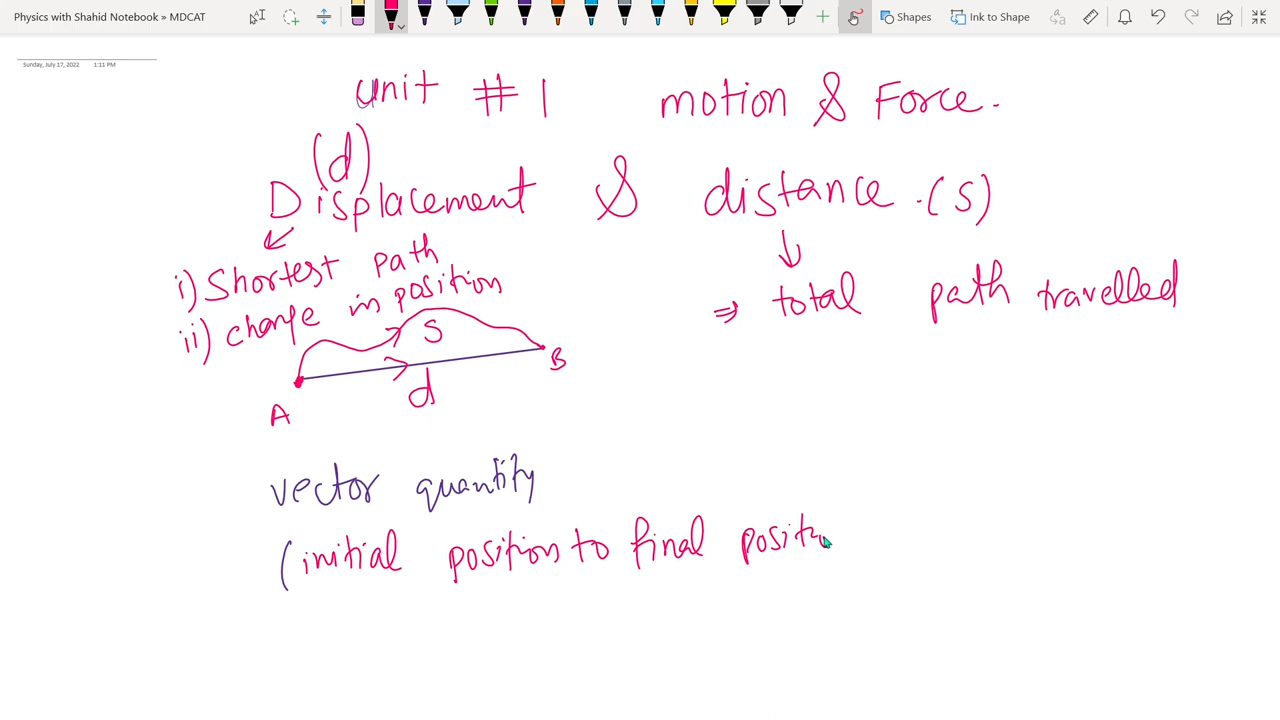 Physics with Shahid Notebook » MDCAT
Shapes
Ink to Shape
Sunday, July 17, 2022 1:11 PM
unit # 1 motion & Force.
(d)
Displacement & distance. (S)
i) Shortest path
ii) change in position
⇒ total path travelled
S
A
B
d
vector quantity
(initial position to final positi